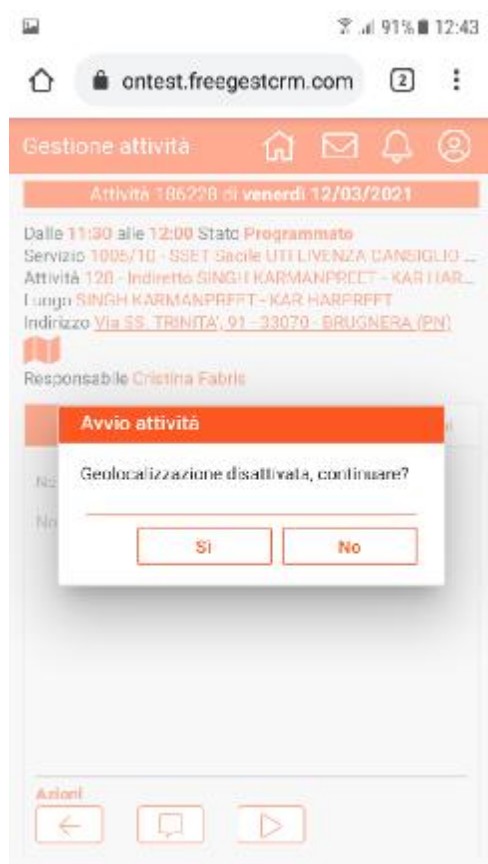 91% 12:43
ontest.freegestcrm.com 2
Gestione attività
Attività 186228 di venerdì 12/03/2021
Dalle 11:30 alle 12:00 Stato Programmato
Servizio 1006/10 - SSET Sacile UTI LIVENZA CANSIGLIO ...
Attività 120 - Indiretto SINGH KARMANPREET - KAR HAR...
Luogo SINGH KARMANPREET - KAR HARPREET
Indirizzo Via SS. TRINITA', 91 - 33070 - BRUGNERA (PN)
Responsabile Cristina Fabris
Avvio attività
Geolocalizzazione disattivata, continuare?
No
Si No
Azioni